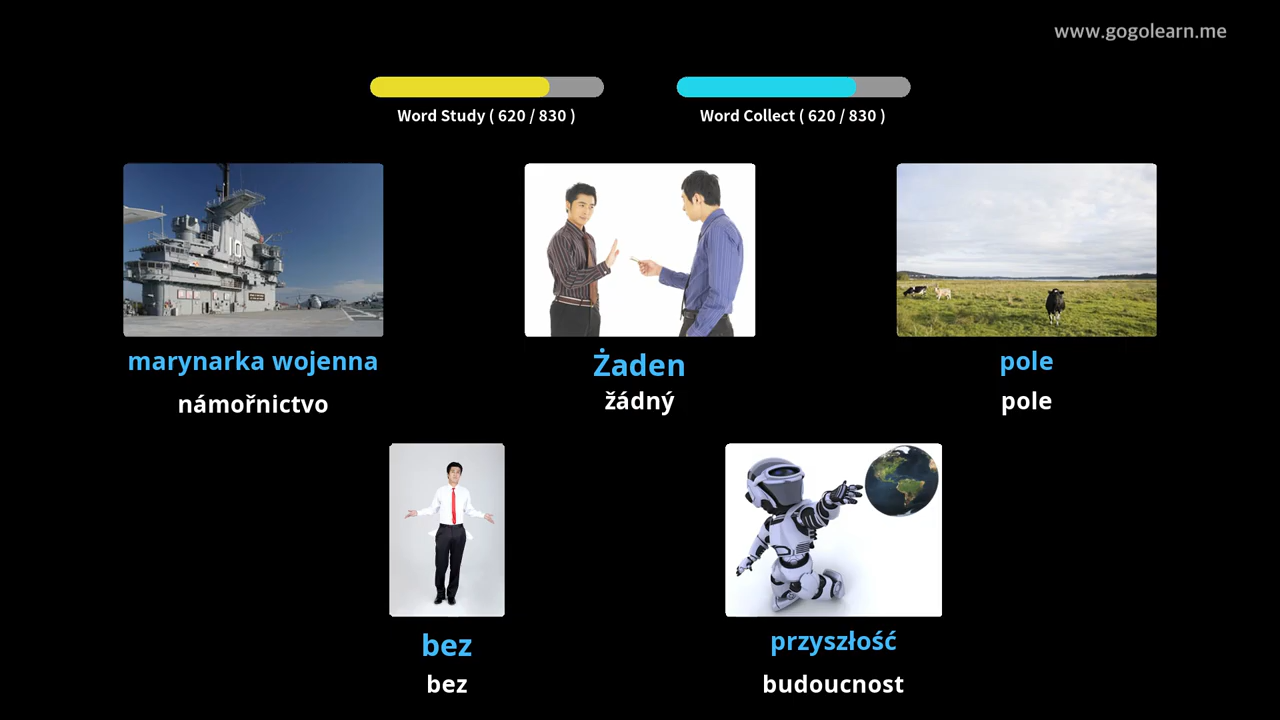 www.gogolearn.me
Word Study ( 620 / 830 )
Word Collect ( 620 / 830 )
marynarka wojenna
námořnictvo
Żaden
žádný
pole
pole
bez
bez
przyszłość
budoucnost